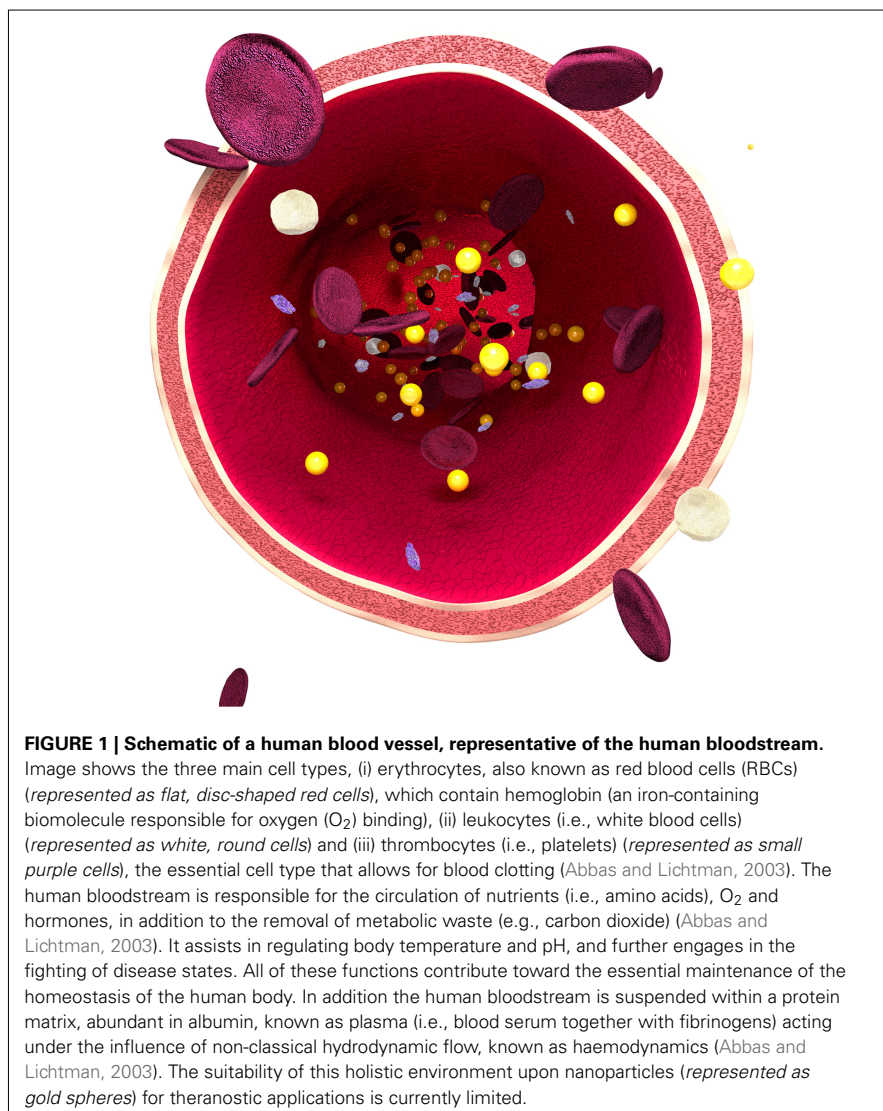 FIGURE 1 | Schematic of a human blood vessel, representative of the human bloodstream.
Image shows the three main cell types, (i) erythrocytes, also known as red blood cells (RBCs)
(represented as flat, disc-shaped red cells), which contain hemoglobin (an iron-containing
biomolecule responsible for oxygen (O₂) binding), (ii) leukocytes (i.e., white blood cells)
(represented as white, round cells) and (iii) thrombocytes (i.e., platelets) (represented as small
purple cells), the essential cell type that allows for blood clotting (Abbas and Lichtman, 2003). The
human bloodstream is responsible for the circulation of nutrients (i.e., amino acids), O₂ and
hormones, in addition to the removal of metabolic waste (e.g., carbon dioxide) (Abbas and
Lichtman, 2003). It assists in regulating body temperature and pH, and further engages in the
fighting of disease states. All of these functions contribute toward the essential maintenance of the
homeostasis of the human body. In addition the human bloodstream is suspended within a protein
matrix, abundant in albumin, known as plasma (i.e., blood serum together with fibrinogens) acting
under the influence of non-classical hydrodynamic flow, known as haemodynamics (Abbas and
Lichtman, 2003). The suitability of this holistic environment upon nanoparticles (represented as
gold spheres) for theranostic applications is currently limited.